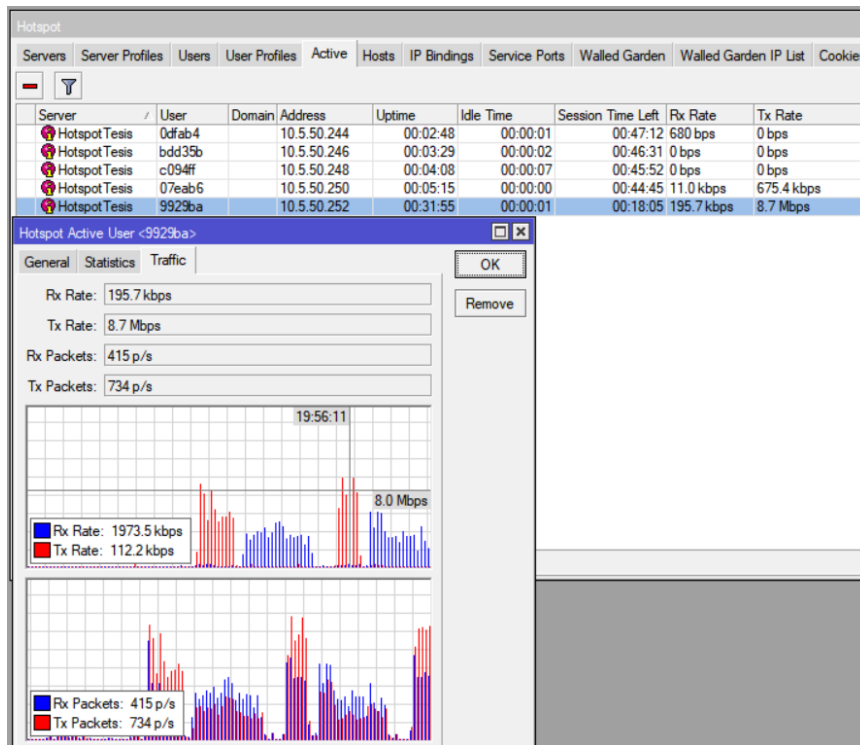 Hotspot
Servers Server Profiles Users User Profiles Active Hosts IP Bindings Service Ports Walled Garden Walled Garden IP List Cookie
Server User Domain Address Uptime Idle Time Session Time Left Rx Rate Tx Rate
HotspotTesis 0dfab4 10.5.50.244 00:02:48 00:00:01 00:47:12 680 bps 0 bps
HotspotTesis bdd35b 10.5.50.246 00:03:29 00:00:02 00:46:31 0 bps 0 bps
HotspotTesis c094ff 10.5.50.248 00:04:08 00:00:07 00:45:52 0 bps 0 bps
HotspotTesis 07eab6 10.5.50.250 00:05:15 00:00:00 00:44:45 11.0 kbps 675.4 kbps
HotspotTesis 9929ba 10.5.50.252 00:31:55 00:00:01 00:18:05 195.7 kbps 8.7 Mbps
Hotspot Active User <9929ba>
General Statistics Traffic
OK
Remove
Rx Rate: 195.7 kbps
Tx Rate: 8.7 Mbps
Rx Packets: 415 p/s
Tx Packets: 734 p/s
19:56:11
8.0 Mbps
Rx Rate: 1973.5 kbps
Tx Rate: 112.2 kbps
Rx Packets: 415 p/s
Tx Packets: 734 p/s